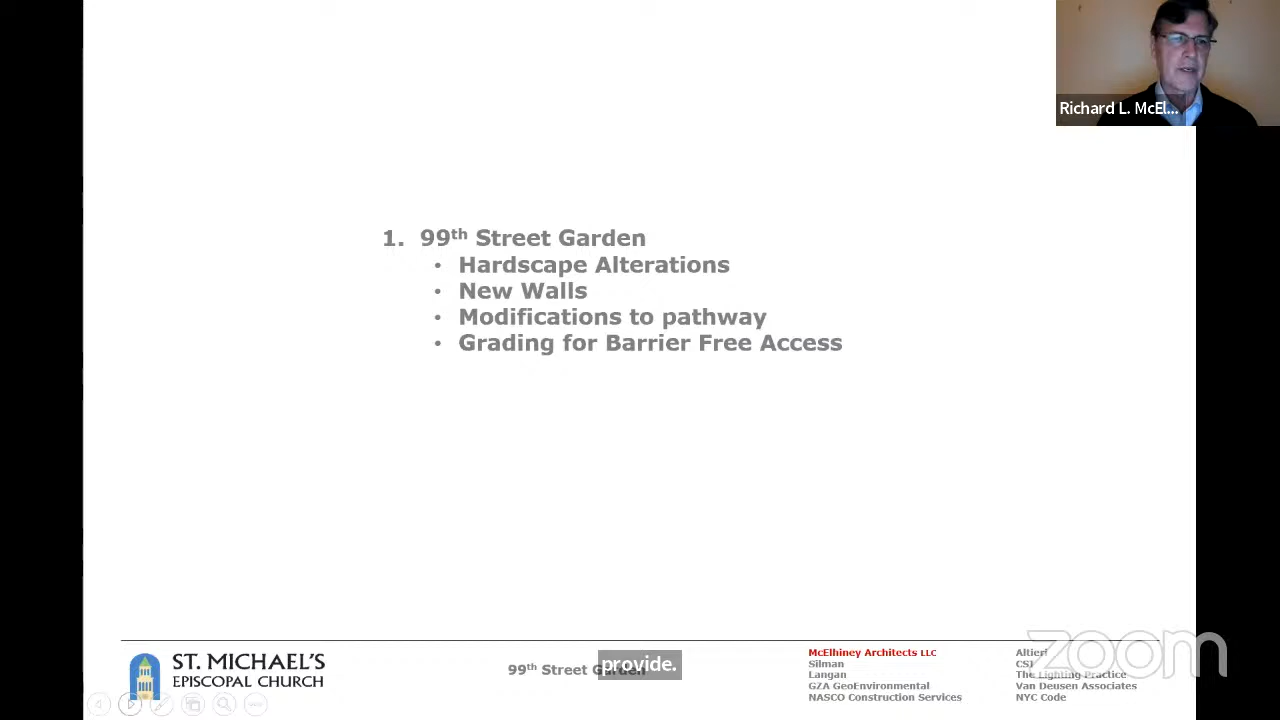 Richard L. McEl...
1. 99th Street Garden
• Hardscape Alterations
• New Walls
• Modifications to pathway
• Grading for Barrier Free Access
ST. MICHAEL'S
EPISCOPAL CHURCH
99th Street Garden
provide.
McElhiney Architects LLC
Silman
Langan
GZA GeoEnvironmental
NASCO Construction Services
Altieri
CSI
The Lighting Practice
Van Deusen Associates
NYC Code
zoom